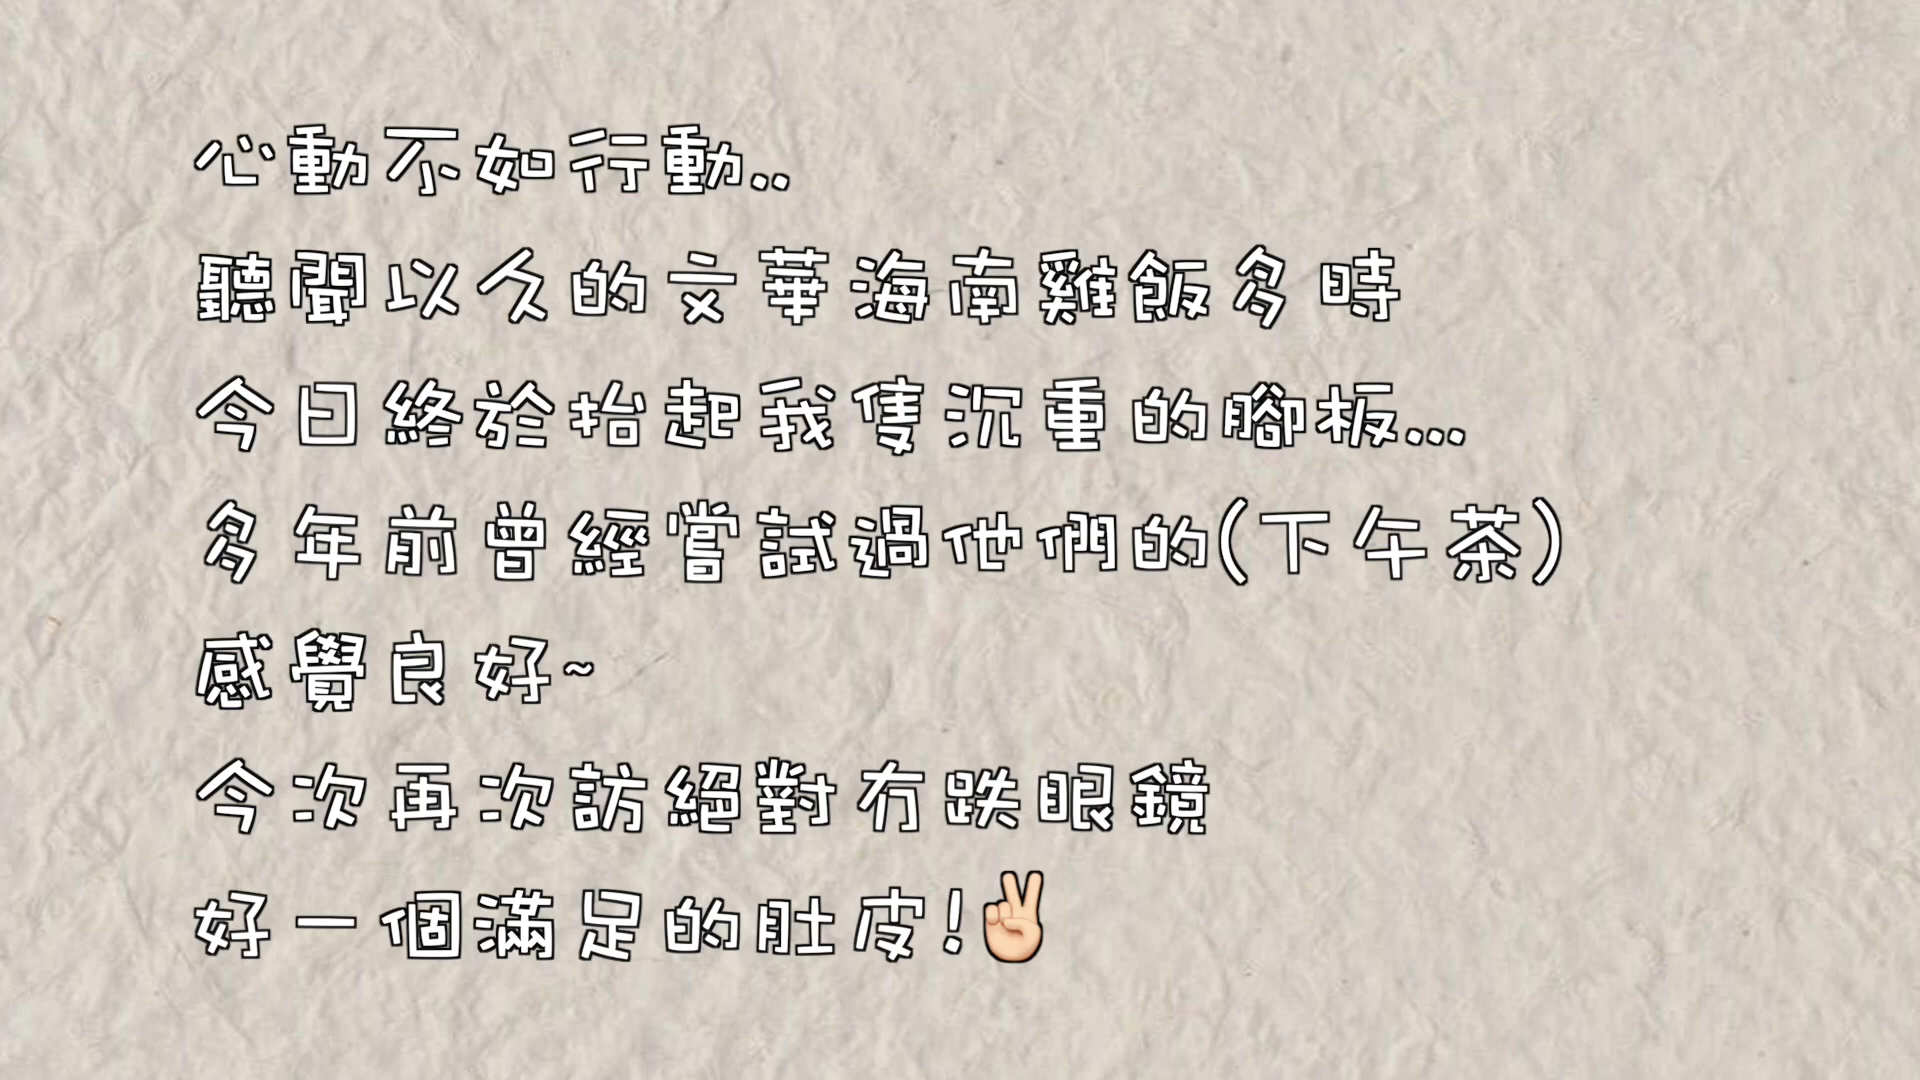 心動不如行動..
聽聞以久的文華海南雞飯多時
今日終於抬起我隻沉重的腳板...
多年前曾經嘗試過他們的(下午茶)
感覺良好~
今次再次訪絕對冇跌眼鏡
好一個滿足的肚皮!✌🏻